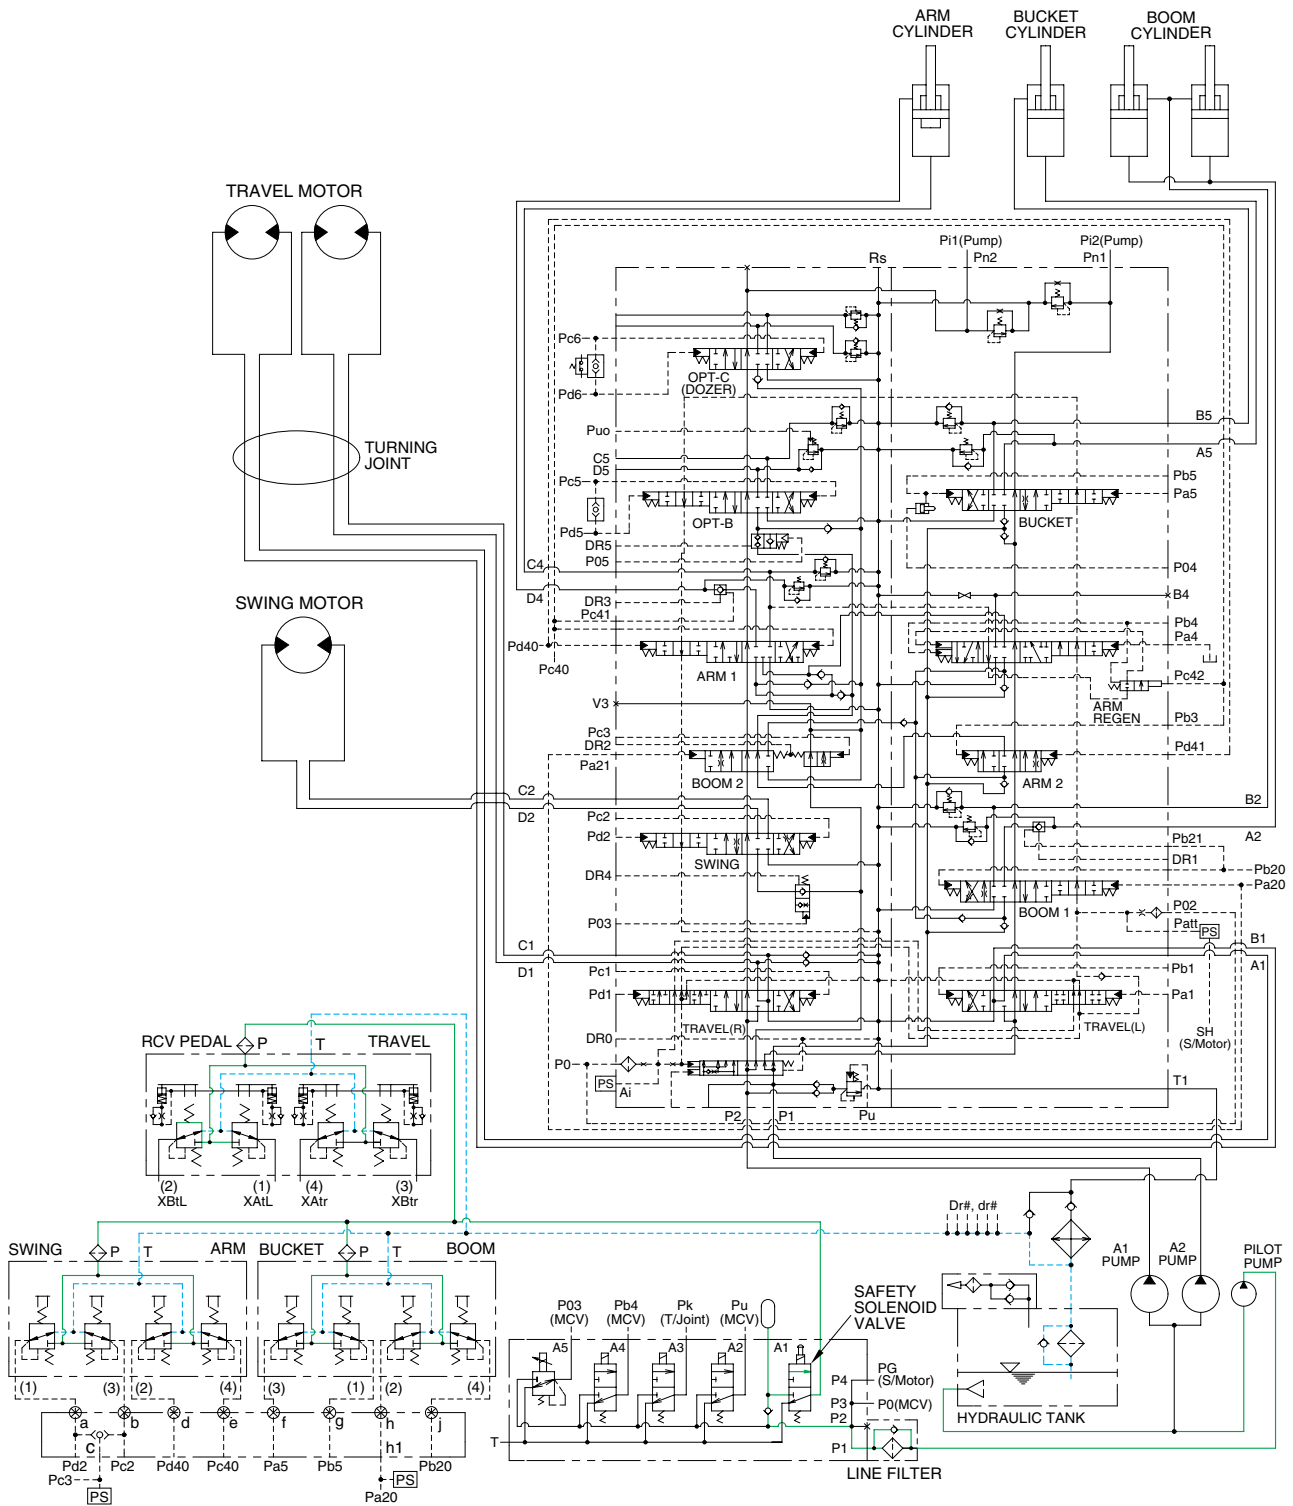 ARM
CYLINDER
BUCKET
CYLINDER
BOOM
CYLINDER
TRAVEL MOTOR
TURNING
JOINT
SWING MOTOR
Pi1(Pump)
Pn2
Pi2(Pump)
Pn1
Rs
Pc6
Pd6
OPT-C
(DOZER)
Puo
C5
D5
Pc5
Pd5
OPT-B
DR5
P05
B5
A5
Pb5
Pa5
BUCKET
P04
C4
D4
DR3
Pc41
Pd40
Pc40
ARM 1
B4
Pb4
Pa4
Pc42
ARM
REGEN
V3
Pc3
DR2
Pa21
BOOM 2
Pb3
Pd41
ARM 2
C2
D2
Pc2
Pd2
SWING
B2
A2
Pb21
DR1
Pb20
Pa20
BOOM 1
DR4
P03
P02
Patt
PS
C1
D1
Pc1
Pd1
TRAVEL(R)
B1
A1
Pb1
Pa1
TRAVEL(L)
SH
(S/Motor)
DR0
P0
PS
Ai
P2
P1
Pu
T1
RCV PEDAL
P
T
TRAVEL
(2)
XBtL
(1)
XAtL
(4)
XAtr
(3)
XBtr
SWING
P
T
ARM
BUCKET
P
T
BOOM
(1)
(3)
(2)
(4)
(3)
(1)
(2)
(4)
a
b
d
e
f
g
h
j
c
h1
Pd2
Pc2
Pd40
Pc40
Pa5
Pb5
Pb20
Pc3
PS
PS
Pa20
Dr#, dr#
A1
PUMP
A2
PUMP
PILOT
PUMP
HYDRAULIC TANK
SAFETY
SOLENOID
VALVE
P03
(MCV)
Pb4
(MCV)
Pk
(T/Joint)
Pu
(MCV)
A5
A4
A3
A2
A1
T
P4
PG
(S/Motor)
P3
P0(MCV)
P2
P1
LINE FILTER